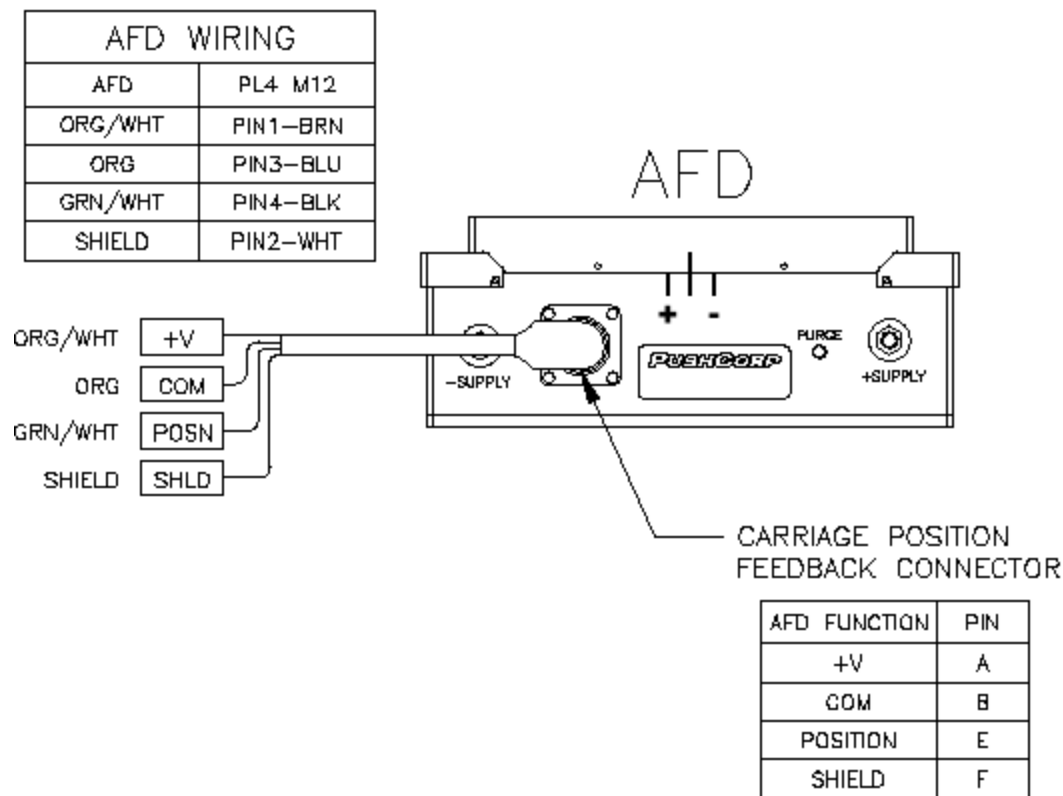 AFD WIRING
AFD PL4 M12
ORG/WHT PIN1-BRN
ORG PIN3-BLU
GRN/WHT PIN4-BLK
SHIELD PIN2-WHT
AFD
+ -
ORG/WHT +V
ORG COM
GRN/WHT POSN
SHIELD SHLD
-SUPPLY
PUSHCORP
PURGE
+SUPPLY
CARRIAGE POSITION
FEEDBACK CONNECTOR
AFD FUNCTION PIN
+V A
COM B
POSITION E
SHIELD F